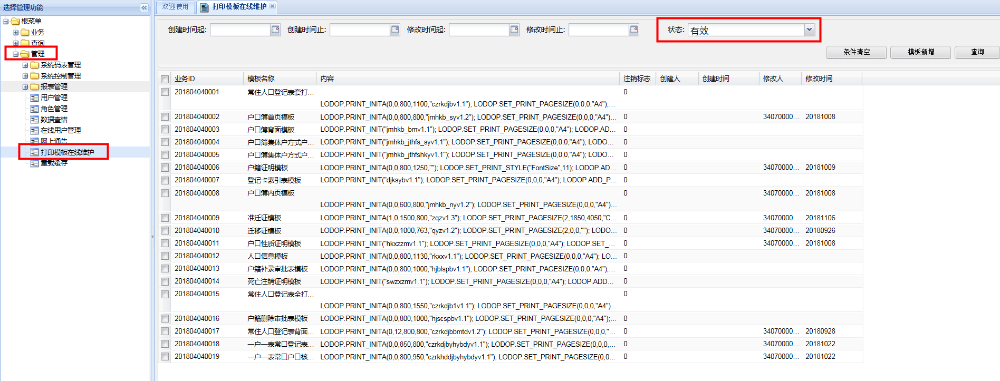 选择管理功能
根菜单
业务
查询
管理
系统码表管理
系统控制管理
报表管理
用户管理
角色管理
数据查错
在线用户管理
网上通告
打印模板在线维护
重载缓存
欢迎使用 打印模板在线维护
创建时间起: 创建时间止: 修改时间起: 修改时间止: 状态: 有效
条件清空 模板新增 查询
业务ID 模板名称 内容 注销标志 创建人 创建时间 修改人 修改时间
201804040001 常住人口登记表套打... LODOP.PRINT_INITA(0,0,800,1100,"czrkdjbv1.1"); LODOP.SET_PRINT_PAGESIZE(0,0,0,"A4");... 0
201804040002 户口簿首页模板 LODOP.PRINT_INITA(0,0,800,800,"jmhkb_syv1.2"); LODOP.SET_PRINT_PAGESIZE(0,0,0,"A4")... 0 34070000... 20181008
201804040003 户口簿背面模板 LODOP.PRINT_INIT("jmhkb_bmv1.1"); LODOP.SET_PRINT_PAGESIZE(0,0,0,"A4"); LODOP.AD... 0
201804040004 户口簿集体户方式户... LODOP.PRINT_INIT("jmhkb_jthfs_syv1.1"); LODOP.SET_PRINT_PAGESIZE(0,0,0,"A4"); LODO... 0
201804040005 户口簿集体户方式户... LODOP.PRINT_INIT("jmhkb_jthfshkyv1.1"); LODOP.SET_PRINT_PAGESIZE(0,0,0,"A4"); LODO... 0
201804040006 户籍证明模板 LODOP.PRINT_INITA(0,0,800,1250,""); LODOP.SET_PRINT_STYLE("FontSize",11); LODOP.AD... 0 34070000... 20181009
201804040007 登记卡索引表模板 LODOP.PRINT_INIT("djksybv1.1"); LODOP.SET_PRINT_PAGESIZE(0,0,0,"A4"); LODOP.ADD_P... 0
201804040008 户口簿内页模板 LODOP.PRINT_INITA(0,0,600,800,"jmhkb_nyv1.2"); LODOP.SET_PRINT_PAGESIZE(0,0,0,"A4")... 0 34070000... 20181008
201804040009 准迁证模板 LODOP.PRINT_INITA(1,0,1500,800,"zqzv1.3"); LODOP.SET_PRINT_PAGESIZE(2,1850,4050,"C... 0 34070000... 20181106
201804040010 迁移证模板 LODOP.PRINT_INITA(0,0,1000,763,"qyzv1.2"); LODOP.SET_PRINT_PAGESIZE(2,0,0,""); LODO... 0 34070000... 20180926
201804040011 户口性质证明模板 LODOP.PRINT_INIT("hkxzzmv1.1"); LODOP.SET_PRINT_PAGESIZE(0,0,0,"A4"); LODOP.SET_... 0 34070000... 20181008
201804040012 人口信息模板 LODOP.PRINT_INITA(0,0,800,1130,"rkxxv1.1"); LODOP.SET_PRINT_PAGESIZE(0,0,0,"A4"); LO... 0
201804040013 户籍补录审批表模板 LODOP.PRINT_INITA(0,0,800,1000,"hjblspbv1.1"); LODOP.SET_PRINT_PAGESIZE(0,0,0,"A4");... 0
201804040014 死亡注销证明模板 LODOP.PRINT_INIT("swzxzmv1.1"); LODOP.SET_PRINT_PAGESIZE(0,0,0,"A4"); LODOP.ADD... 0
201804040015 常住人口登记表全打... LODOP.PRINT_INITA(0,0,800,1550,"czrkdjb1v1.1"); LODOP.SET_PRINT_PAGESIZE(0,0,0,"A4")... 0
201804040016 户籍删除审批表模板 LODOP.PRINT_INITA(0,0,800,1000,"hjscspbv1.1"); LODOP.SET_PRINT_PAGESIZE(0,0,0,"A4");... 0
201804040017 常住人口登记表背面... LODOP.PRINT_INITA(0,12,800,800,"czrkdjbbmtdv1.2"); LODOP.SET_PRINT_PAGESIZE(0,0,0,"... 0 34070000... 20180928
201804040018 一户一表常口登记表... LODOP.PRINT_INITA(0,0,850,800,"czrkdjbyhybdyv1.1"); LODOP.SET_PRINT_PAGESIZE(0,0,0,... 0 34070000... 20181022
201804040019 一户一表常口户口核... LODOP.PRINT_INITA(0,0,800,950,"czrkhddjbyhybdyv1.1"); LODOP.SET_PRINT_PAGESIZE(0,0... 0 34070000... 20181022